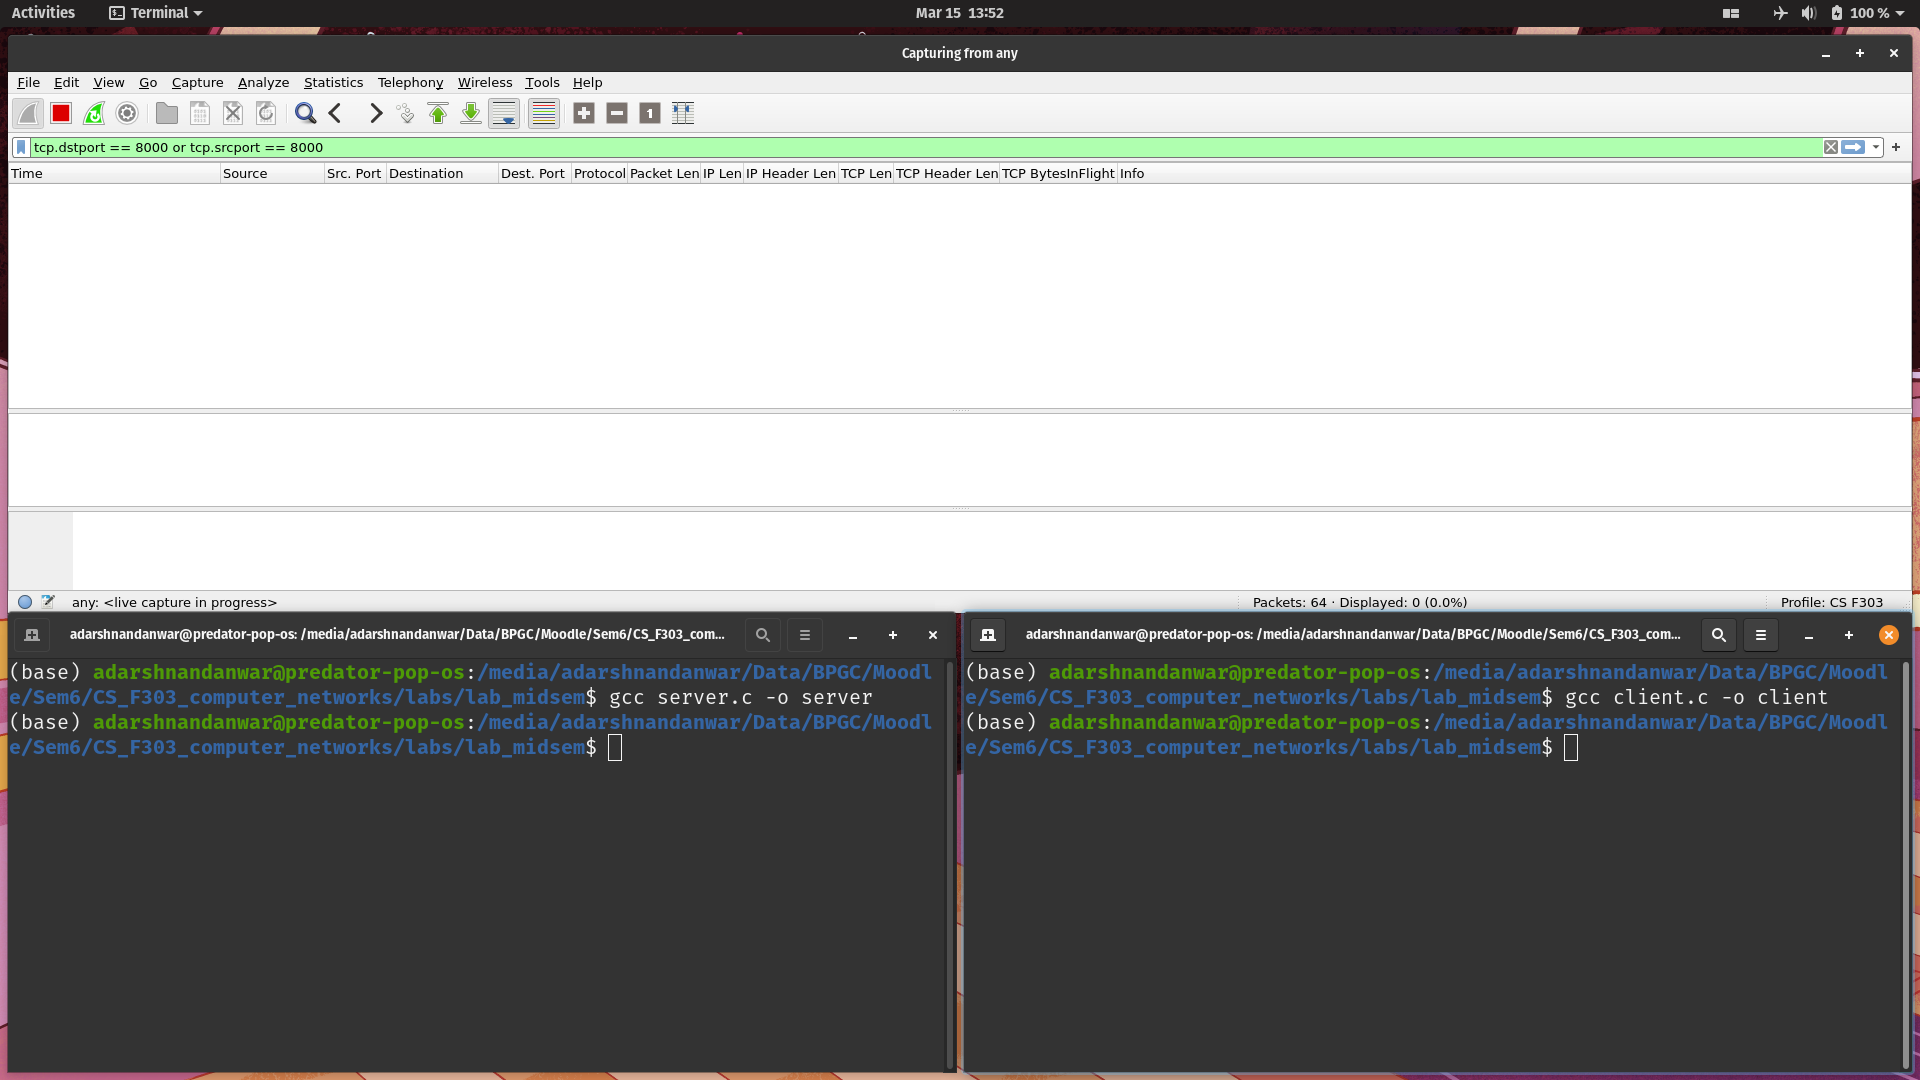 Activities Terminal Mar 15 13:52 100 %
Capturing from any
File Edit View Go Capture Analyze Statistics Telephony Wireless Tools Help
tcp.dstport == 8000 or tcp.srcport == 8000
Time Source Src. Port Destination Dest. Port Protocol Packet Len IP Len IP Header Len TCP Len TCP Header Len TCP BytesInFlight Info
any: <live capture in progress> Packets: 64 · Displayed: 0 (0.0%) Profile: CS F303
adarshnandanwar@predator-pop-os: /media/adarshnandanwar/Data/BPGC/Moodle/Sem6/CS_F303_com...
(base) adarshnandanwar@predator-pop-os:/media/adarshnandanwar/Data/BPGC/Moodl
e/Sem6/CS_F303_computer_networks/labs/lab_midsem$ gcc server.c -o server
(base) adarshnandanwar@predator-pop-os:/media/adarshnandanwar/Data/BPGC/Moodl
e/Sem6/CS_F303_computer_networks/labs/lab_midsem$
adarshnandanwar@predator-pop-os: /media/adarshnandanwar/Data/BPGC/Moodle/Sem6/CS_F303_com...
(base) adarshnandanwar@predator-pop-os:/media/adarshnandanwar/Data/BPGC/Moodl
e/Sem6/CS_F303_computer_networks/labs/lab_midsem$ gcc client.c -o client
(base) adarshnandanwar@predator-pop-os:/media/adarshnandanwar/Data/BPGC/Moodl
e/Sem6/CS_F303_computer_networks/labs/lab_midsem$